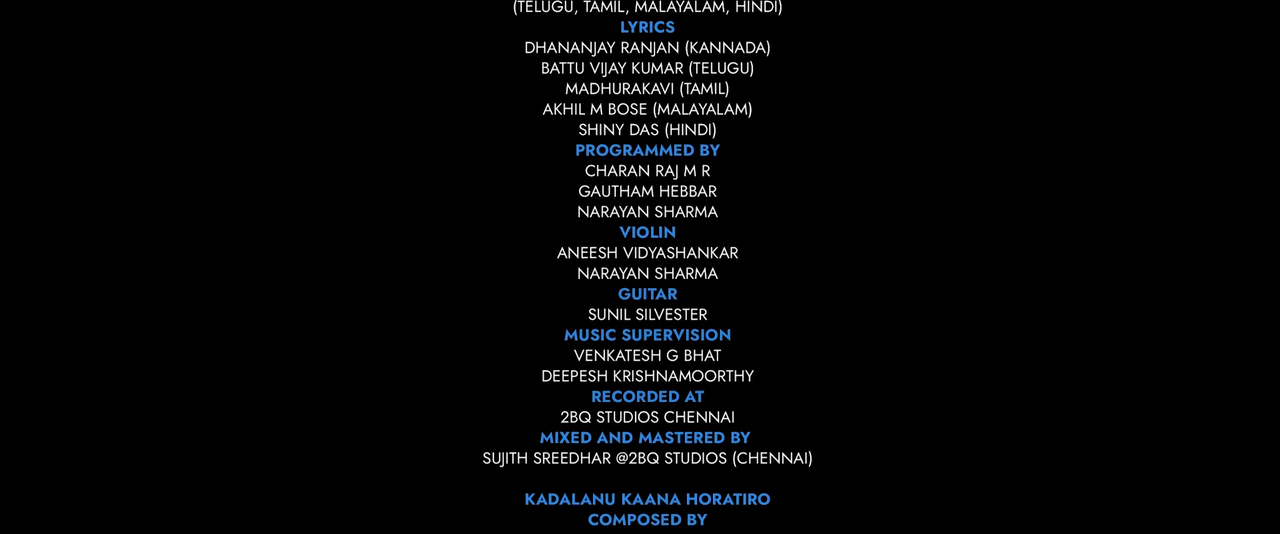 (TELUGU, TAMIL, MALAYALAM, HINDI)
LYRICS
DHANANJAY RANJAN (KANNADA)
BATTU VIJAY KUMAR (TELUGU)
MADHURAKAVI (TAMIL)
AKHIL M BOSE (MALAYALAM)
SHINY DAS (HINDI)
PROGRAMMED BY
CHARAN RAJ M R
GAUTHAM HEBBAR
NARAYAN SHARMA
VIOLIN
ANEESH VIDYASHANKAR
NARAYAN SHARMA
GUITAR
SUNIL SILVESTER
MUSIC SUPERVISION
VENKATESH G BHAT
DEEPESH KRISHNAMOORTHY
RECORDED AT
2BQ STUDIOS CHENNAI
MIXED AND MASTERED BY
SUJITH SREEDHAR @2BQ STUDIOS (CHENNAI)
KADALANU KAANA HORATIRO
COMPOSED BY